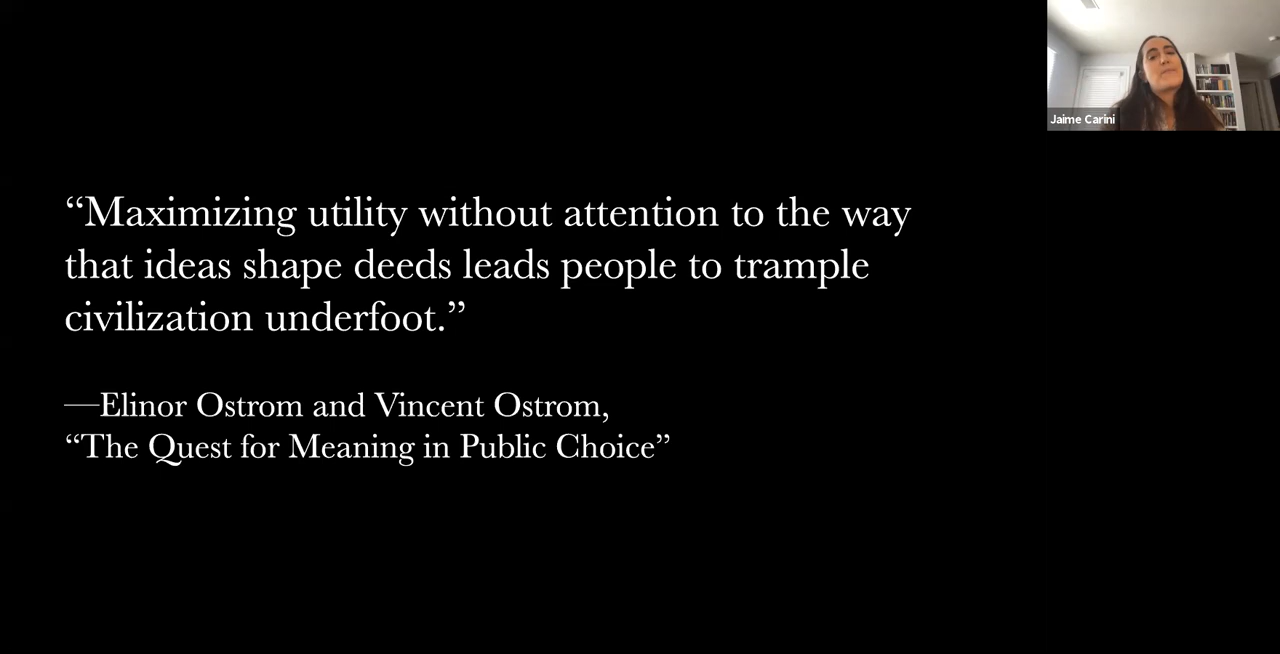 “Maximizing utility without attention to the way
that ideas shape deeds leads people to trample
civilization underfoot.”
—Elinor Ostrom and Vincent Ostrom,
“The Quest for Meaning in Public Choice”
Jaime Carini